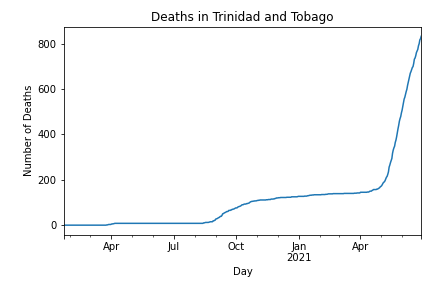 Deaths in Trinidad and Tobago
800
600
400
200
0
Number of Deaths
Apr
Jul
Oct
Jan
2021
Apr
Day